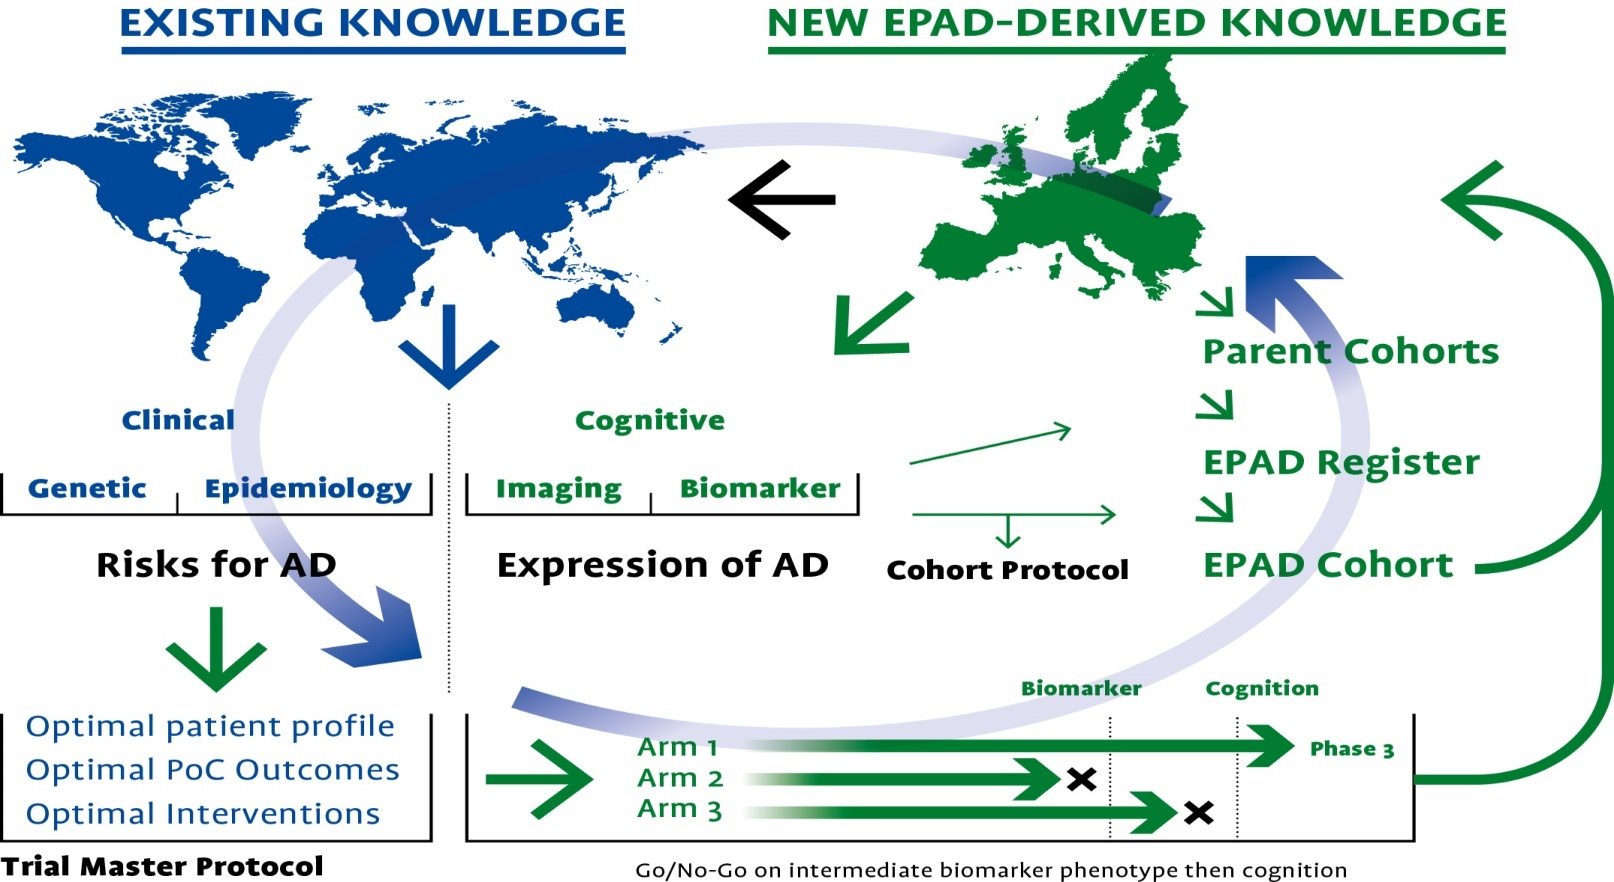 EXISTING KNOWLEDGE
NEW EPAD-DERIVED KNOWLEDGE
Parent Cohorts
Clinical
Cognitive
EPAD Register
Genetic
Epidemiology
Imaging
Biomarker
Risks for AD
Expression of AD
Cohort Protocol
EPAD Cohort
Biomarker
Cognition
Optimal patient profile
Optimal PoC Outcomes
Optimal Interventions
Arm 1
Phase 3
Arm 2
Arm 3
Trial Master Protocol
Go/No-Go on intermediate biomarker phenotype then cognition